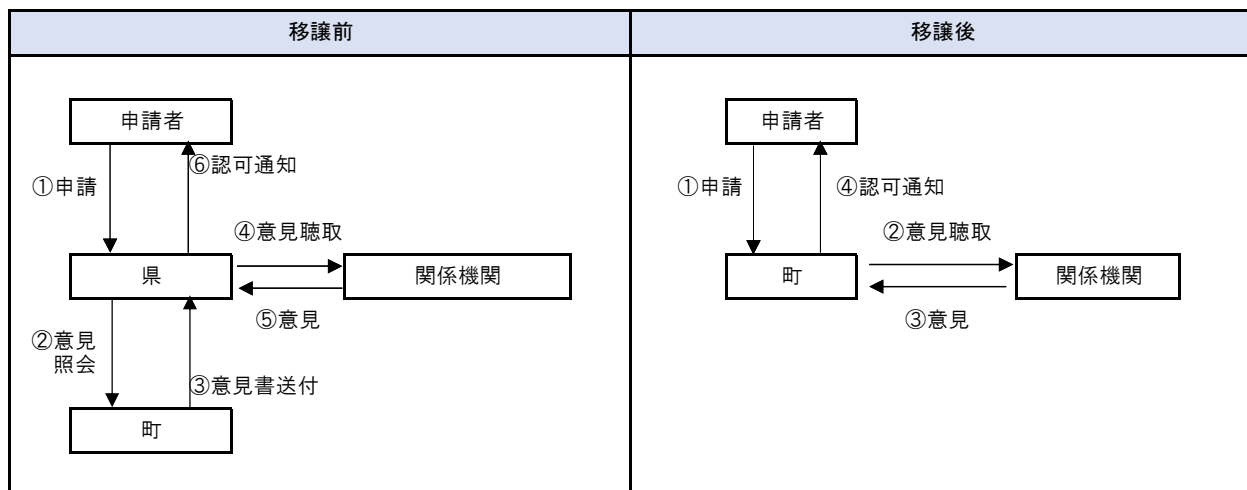 移譲前
申請者
①申請
⑥認可通知
④意見聴取
県
関係機関
⑤意見
②意見
照会
③意見書送付
町
移譲後
申請者
①申請
④認可通知
②意見聴取
町
関係機関
③意見